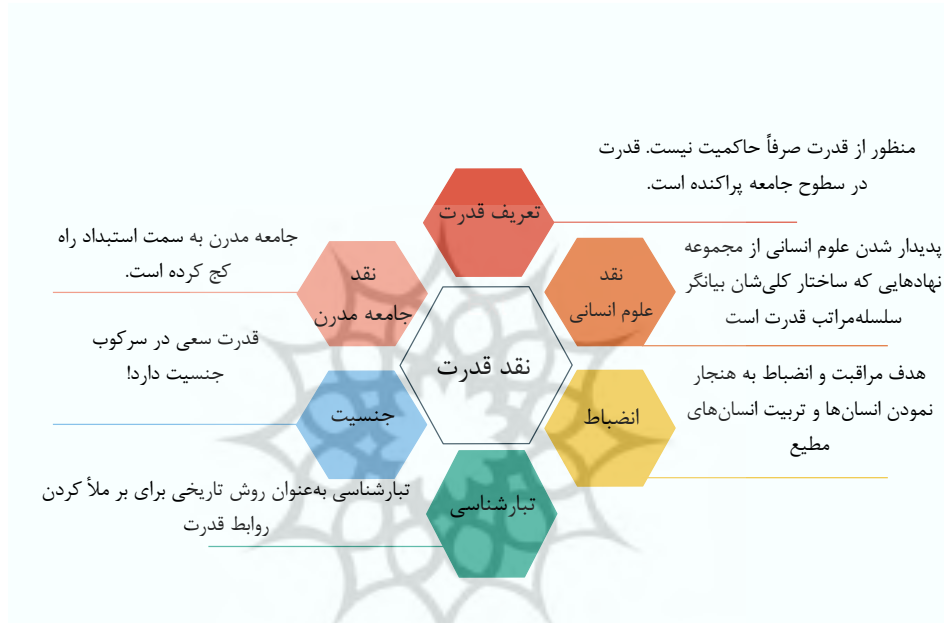 منظور از قدرت صرفاً حاکمیت نیست. قدرت
در سطوح جامعه پراکنده است.
تعریف قدرت
پدیدار شدن علوم انسانی از مجموعه
نهادهایی که ساختار کلی‌شان بیانگر
سلسله‌مراتب قدرت است
نقد
علوم انسانی
هدف مراقبت و انضباط به هنجار
نمودن انسان‌ها و تربیت انسان‌های
مطیع
انضباط
تبارشناسی
تبارشناسی به‌عنوان روش تاریخی برای بر ملأ کردن
روابط قدرت
جنسیت
قدرت سعی در سرکوب
جنسیت دارد!
نقد
جامعه مدرن
جامعه مدرن به سمت استبداد راه
کج کرده است.
نقد قدرت